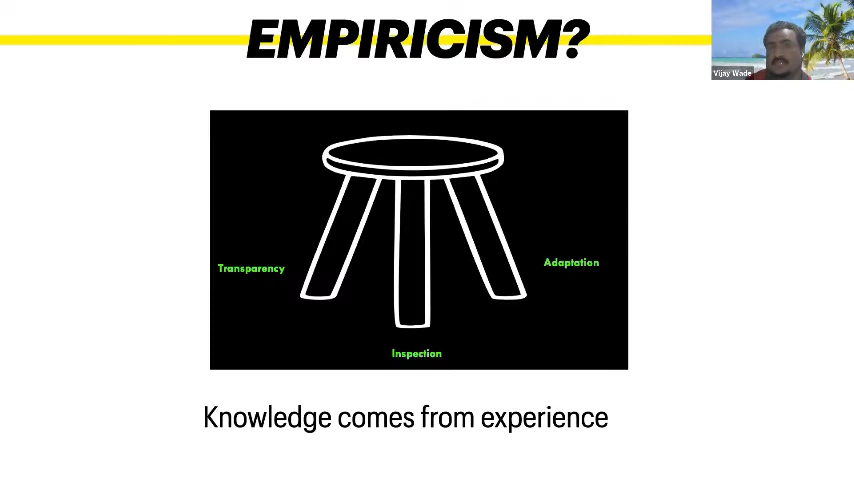 EMPIRICISM?
Vijay Wade
Transparency
Adaptation
Inspection
Knowledge comes from experience